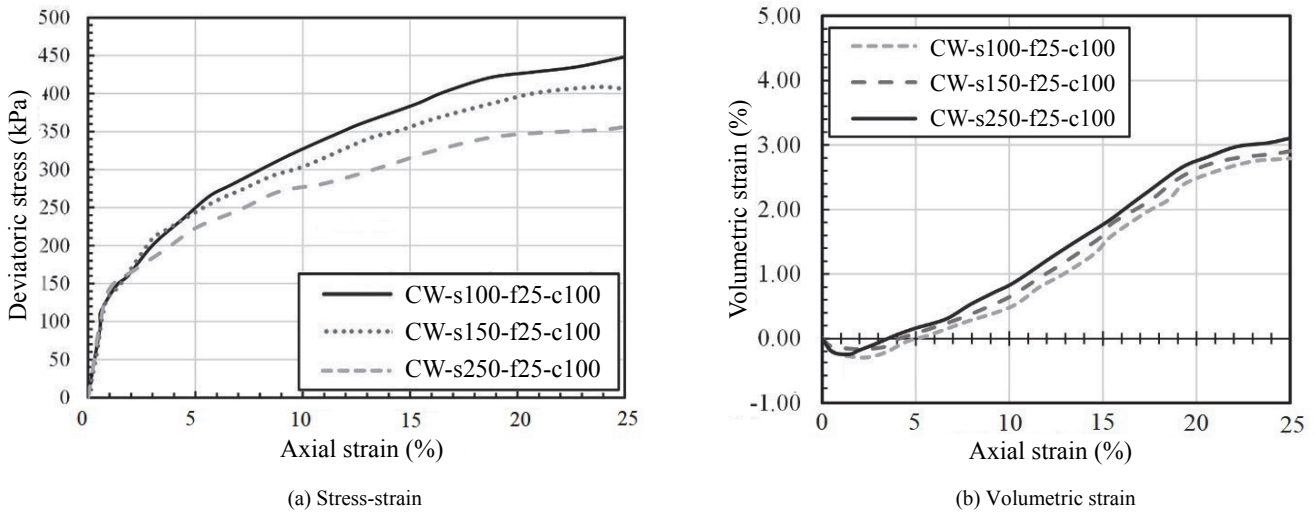 500
450
400
350
300
250
200
150
100
50
0
Deviatoric stress (kPa)
CW-s100-f25-c100
CW-s150-f25-c100
CW-s250-f25-c100
0
5
10
15
20
25
Axial strain (%)
(a) Stress-strain
5.00
4.00
3.00
2.00
1.00
0.00
-1.00
Volumetric strain (%)
CW-s100-f25-c100
CW-s150-f25-c100
CW-s250-f25-c100
0
5
10
15
20
25
Axial strain (%)
(b) Volumetric strain